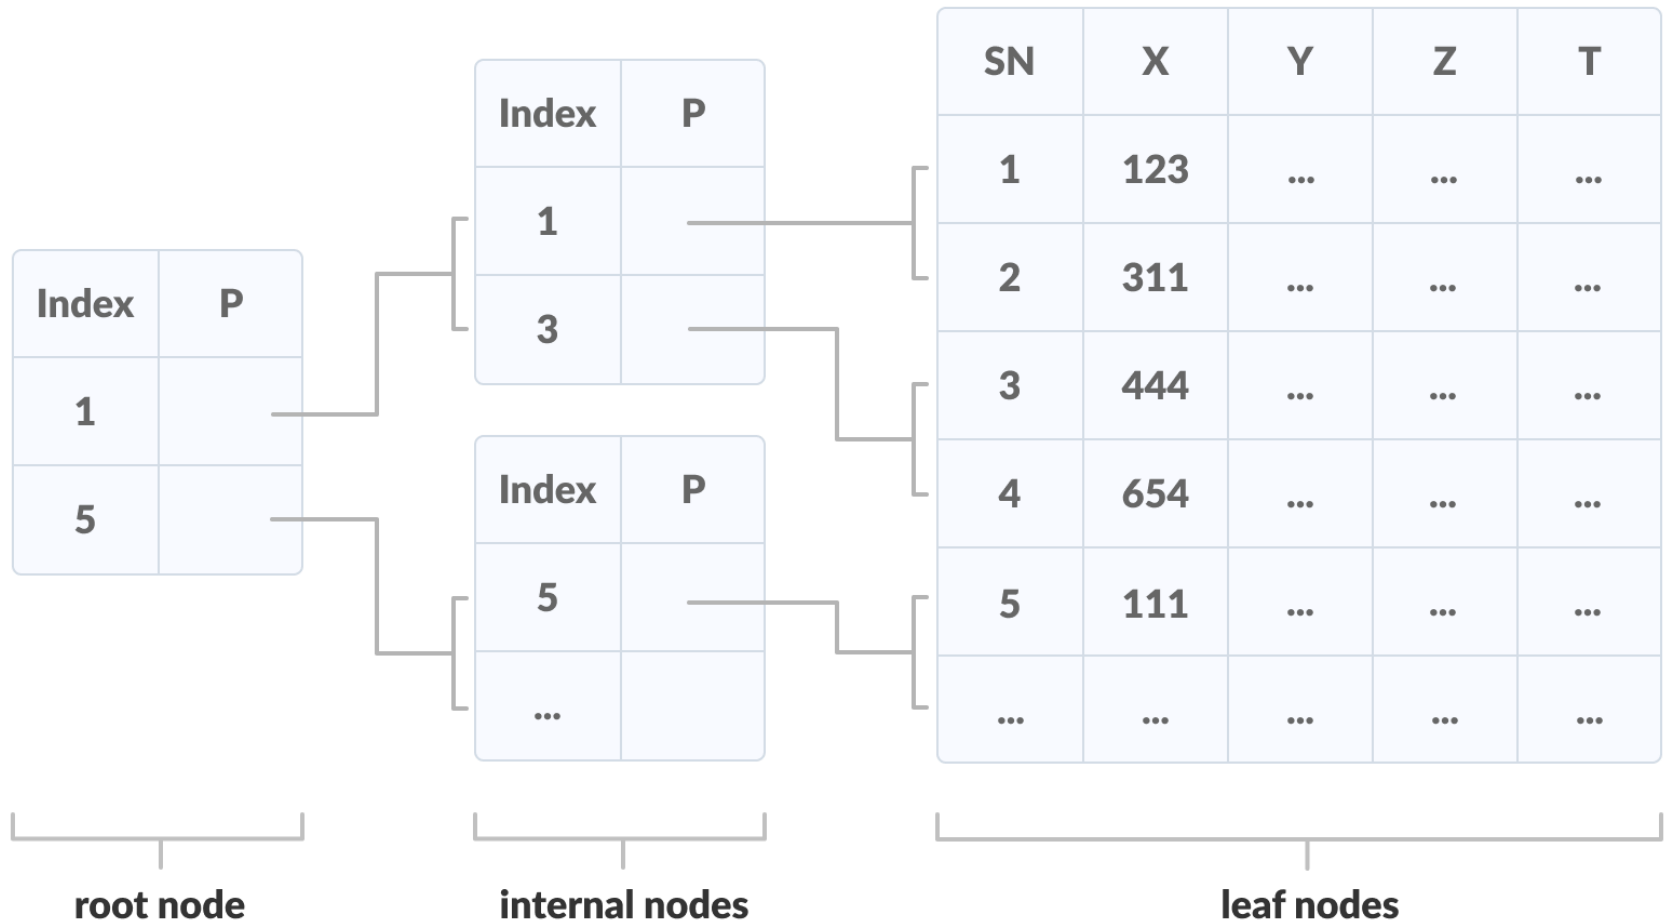 Index P
1
5
root node
Index P
1
3
Index P
5
...
internal nodes
SN X Y Z T
1 123 ... ... ...
2 311 ... ... ...
3 444 ... ... ...
4 654 ... ... ...
5 111 ... ... ...
... ... ... ... ...
leaf nodes